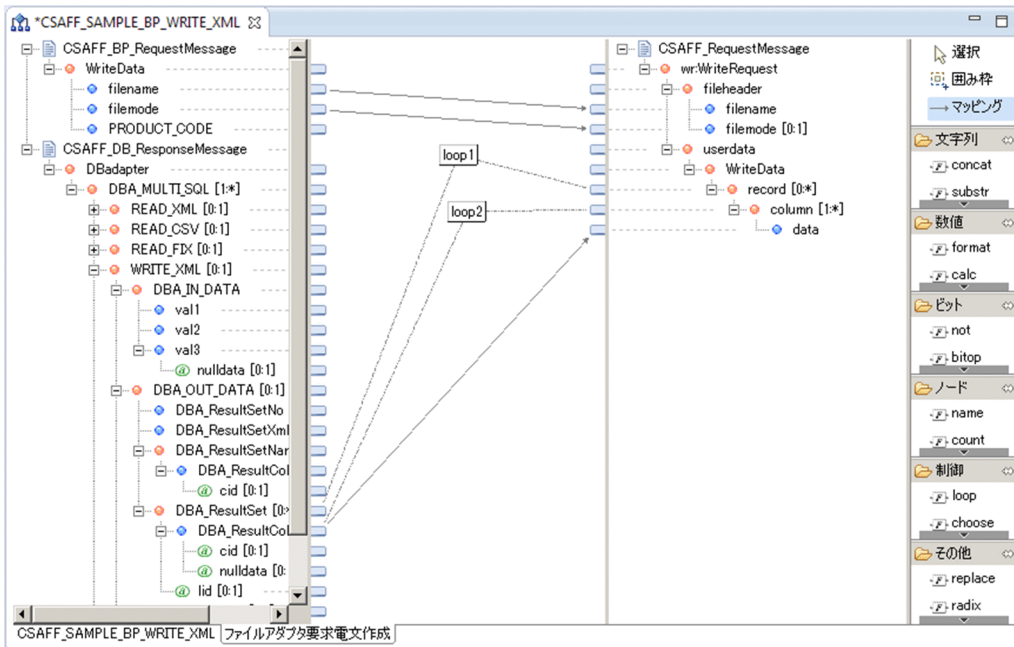 *CSAFF_SAMPLE_BP_WRITE_XML
CSAFF_BP_RequestMessage
WriteData
filename
filemode
PRODUCT_CODE
CSAFF_DB_ResponseMessage
DBadapter
DBA_MULTI_SQL [1:*]
READ_XML [0:1]
READ_CSV [0:1]
READ_FIX [0:1]
WRITE_XML [0:1]
DBA_IN_DATA
val1
val2
val3
nulldata [0:1]
DBA_OUT_DATA [0:1]
DBA_ResultSetNo
DBA_ResultSetXml
DBA_ResultSetNar
DBA_ResultCol
cid [0:1]
DBA_ResultSet [0:*
DBA_ResultCol
cid [0:1]
nulldata [0:
lid [0:1]
loop1
loop2
CSAFF_RequestMessage
wr:WriteRequest
fileheader
filename
filemode [0:1]
userdata
WriteData
record [0:*]
column [1:*]
data
選択
囲み枠
マッピング
文字列
concat
substr
数値
format
calc
ビット
not
bitop
ノード
name
count
制御
loop
choose
その他
replace
radix
CSAFF_SAMPLE_BP_WRITE_XML
ファイルアダプタ要求電文作成